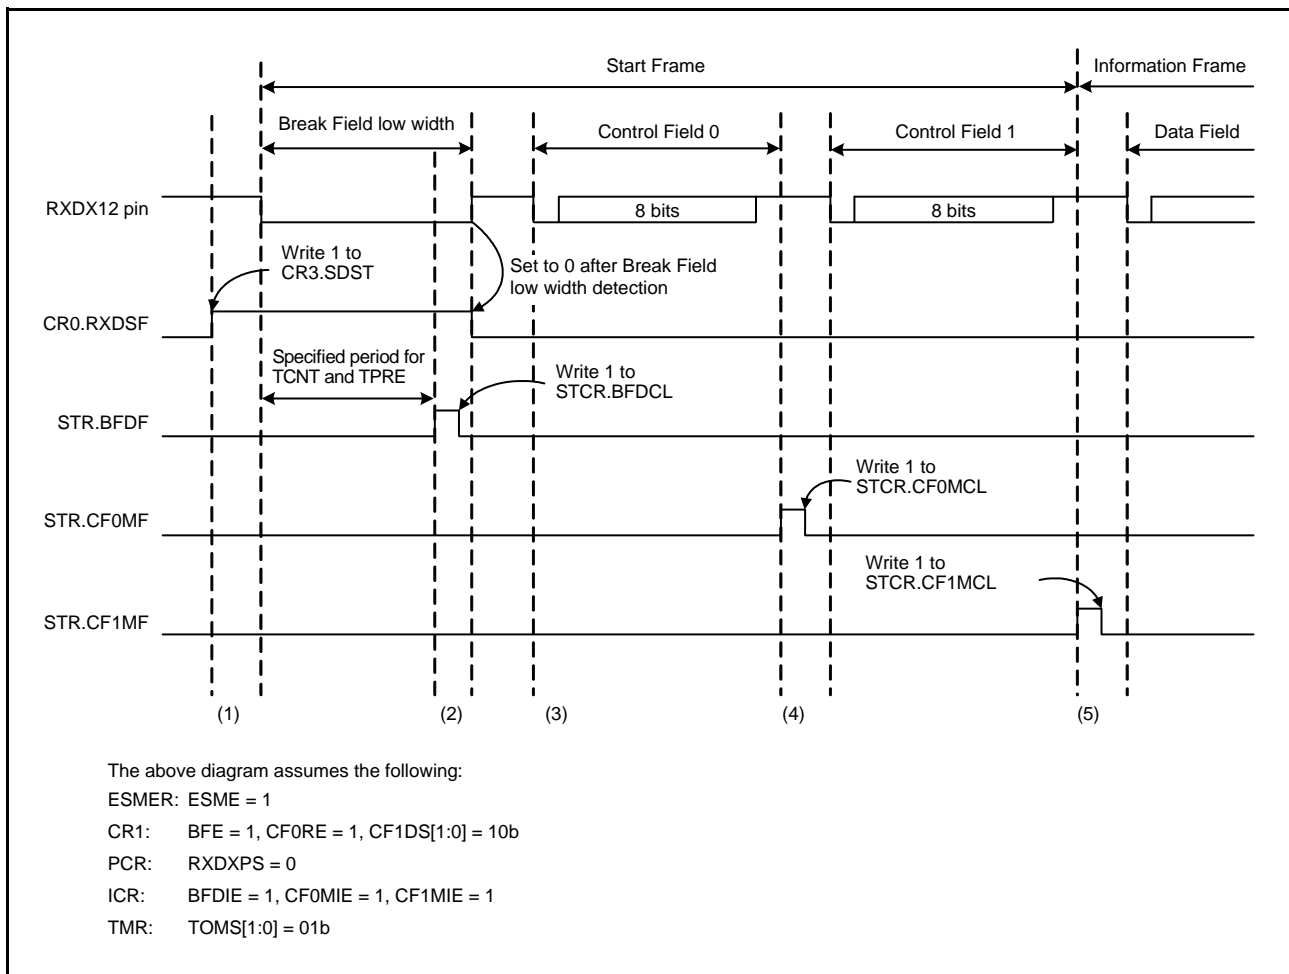 Start Frame
Information Frame
Break Field low width
Control Field 0
Control Field 1
Data Field
RXDX12 pin
8 bits
8 bits
Write 1 to
CR3.SDST
Set to 0 after Break Field
low width detection
CR0.RXDSF
Specified period for
TCNT and TPRE
Write 1 to
STCR.BFDCL
STR.BFDF
Write 1 to
STCR.CF0MCL
STR.CF0MF
Write 1 to
STCR.CF1MCL
STR.CF1MF
(1)
(2)
(3)
(4)
(5)
The above diagram assumes the following:
ESMER: ESME = 1
CR1: BFE = 1, CF0RE = 1, CF1DS[1:0] = 10b
PCR: RXDXPS = 0
ICR: BFDIE = 1, CF0MIE = 1, CF1MIE = 1
TMR: TOMS[1:0] = 01b